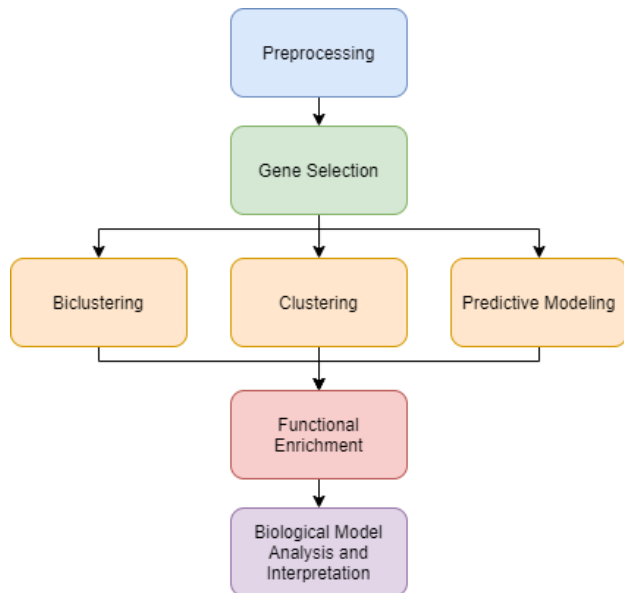 Preprocessing
Gene Selection
Biclustering
Clustering
Predictive Modeling
Functional
Enrichment
Biological Model
Analysis and
Interpretation